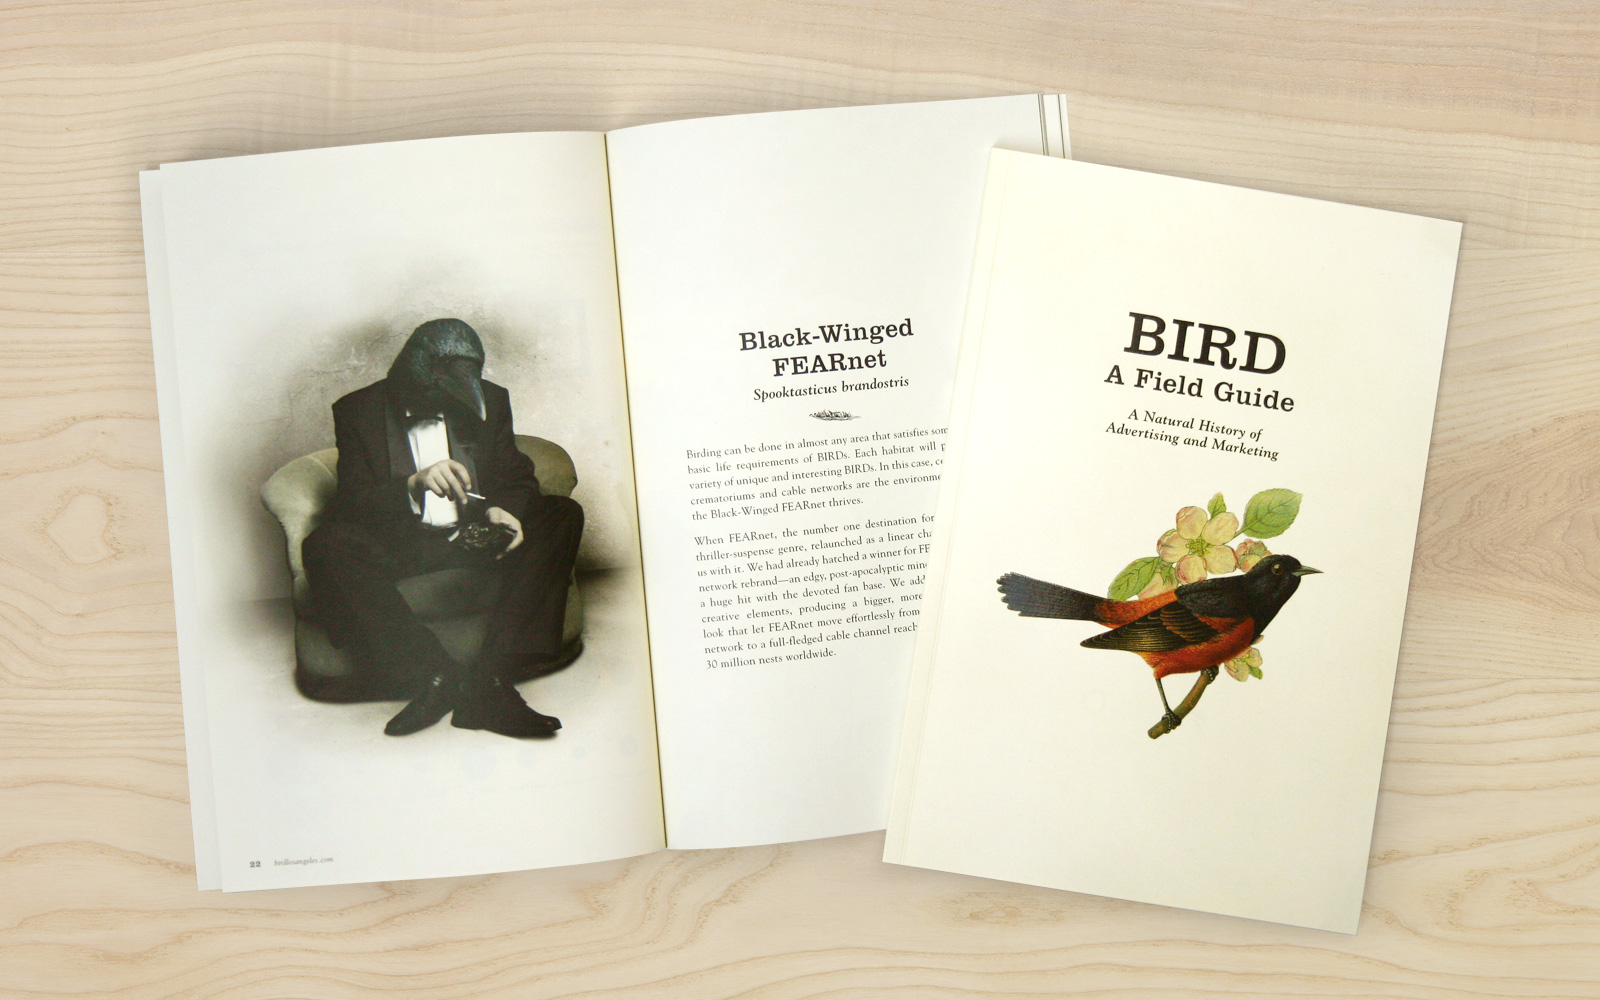 22 birdlosangeles.com
Black-Winged
FEARnet
Spooktasticus brandostris
Birding can be done in almost any area that satisfies
basic life requirements of BIRDs. Each habitat will
variety of unique and interesting BIRDs. In this case,
crematoriums and cable networks are the
the Black-Winged FEARnet thrives.
When FEARnet, the number one destination for
thriller-suspense genre, relaunched as a linear
us with it. We had already hatched a winner for
network rebrand—an edgy, post-apocalyptic
a huge hit with the devoted fan base. We
creative elements, producing a bigger, more
look that let FEARnet move effortlessly from
network to a full-fledged cable channel
30 million nests worldwide.
BIRD
A Field Guide
A Natural History of
Advertising and Marketing